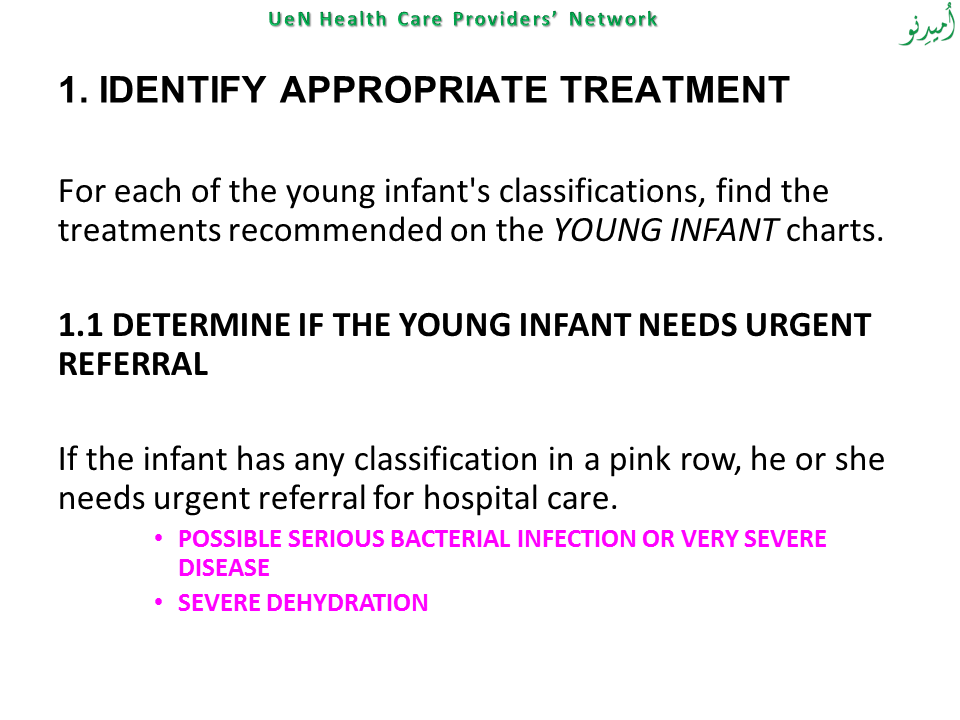 UeN Health Care Providers’ Network
اُمیدِنو
1. IDENTIFY APPROPRIATE TREATMENT
For each of the young infant's classifications, find the
treatments recommended on the YOUNG INFANT charts.
1.1 DETERMINE IF THE YOUNG INFANT NEEDS URGENT
REFERRAL
If the infant has any classification in a pink row, he or she
needs urgent referral for hospital care.
• POSSIBLE SERIOUS BACTERIAL INFECTION OR VERY SEVERE
DISEASE
• SEVERE DEHYDRATION